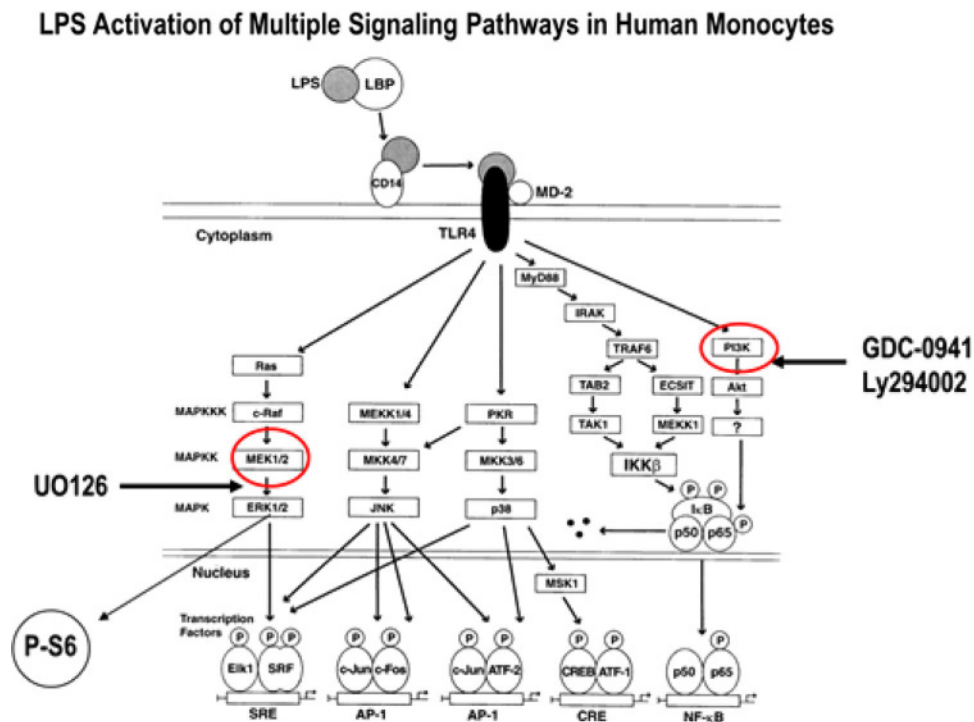 LPS Activation of Multiple Signaling Pathways in Human Monocytes
LPS
LBP
CD14
MD-2
TLR4
Cytoplasm
MyD88
IRAK
TRAF6
PI3K
GDC-0941
Ly294002
Ras
TAB2
ECSIT
Akt
MAPKKK
c-Raf
MEKK1/4
PKR
TAK1
MEKK1
?
MAPKK
MEK1/2
MKK4/7
MKK3/6
IKKβ
UO126
MAPK
ERK1/2
JNK
p38
P
P
IκB
p50
p65
P
Nucleus
MSK1
P-S6
Transcription
Factors
P
P
P
P
P
P
P
P
P
P
Elk1
SRF
c-Jun
c-Fos
c-Jun
ATF-2
CREB
ATF-1
p50
p65
SRE
AP-1
AP-1
CRE
NF-κB